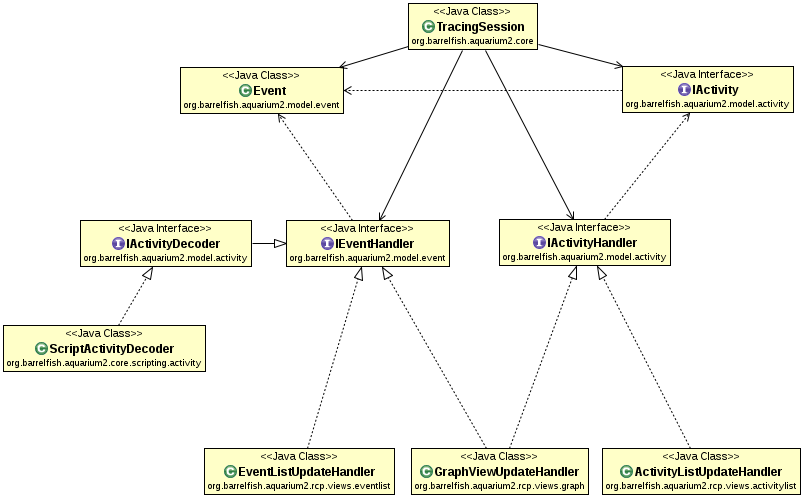 <<Java Class>>
TracingSession
org.barrelfish.aquarium2.core
<<Java Class>>
Event
org.barrelfish.aquarium2.model.event
<<Java Interface>>
IActivity
org.barrelfish.aquarium2.model.activity
<<Java Interface>>
IActivityDecoder
org.barrelfish.aquarium2.model.activity
<<Java Interface>>
IEventHandler
org.barrelfish.aquarium2.model.event
<<Java Interface>>
IActivityHandler
org.barrelfish.aquarium2.model.activity
<<Java Class>>
ScriptActivityDecoder
org.barrelfish.aquarium2.core.scripting.activity
<<Java Class>>
EventListUpdateHandler
org.barrelfish.aquarium2.rcp.views.eventlist
<<Java Class>>
GraphViewUpdateHandler
org.barrelfish.aquarium2.rcp.views.graph
<<Java Class>>
ActivityListUpdateHandler
org.barrelfish.aquarium2.rcp.views.activitylist